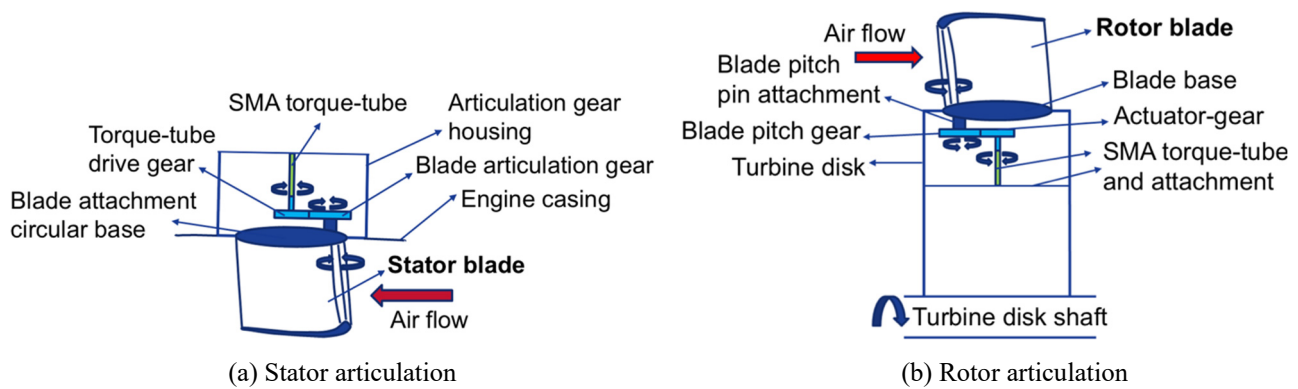 SMA torque-tube
Articulation gear
housing
Torque-tube
drive gear
Blade articulation gear
Blade attachment
circular base
Engine casing
Stator blade
Air flow
(a) Stator articulation
Air flow
Rotor blade
Blade pitch
pin attachment
Blade base
Blade pitch gear
Actuator-gear
Turbine disk
SMA torque-tube
and attachment
Turbine disk shaft
(b) Rotor articulation